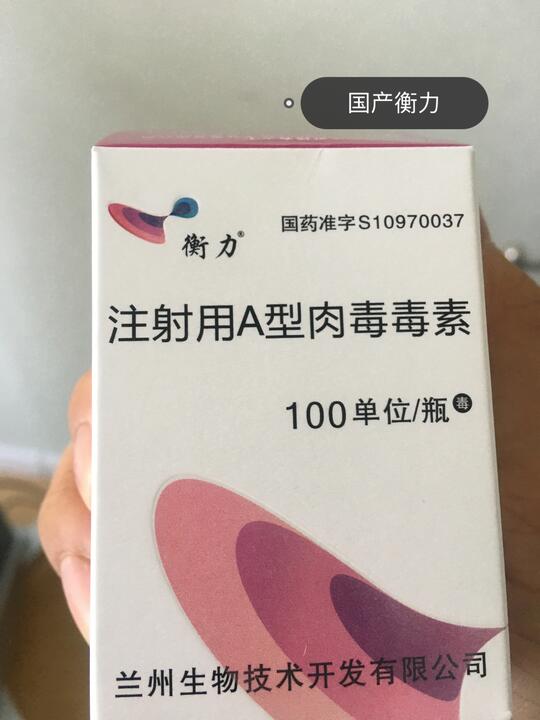 国产衡力
衡力®
国药准字S10970037
注射用A型肉毒毒素
100单位/瓶 毒
兰州生物技术开发有限公司